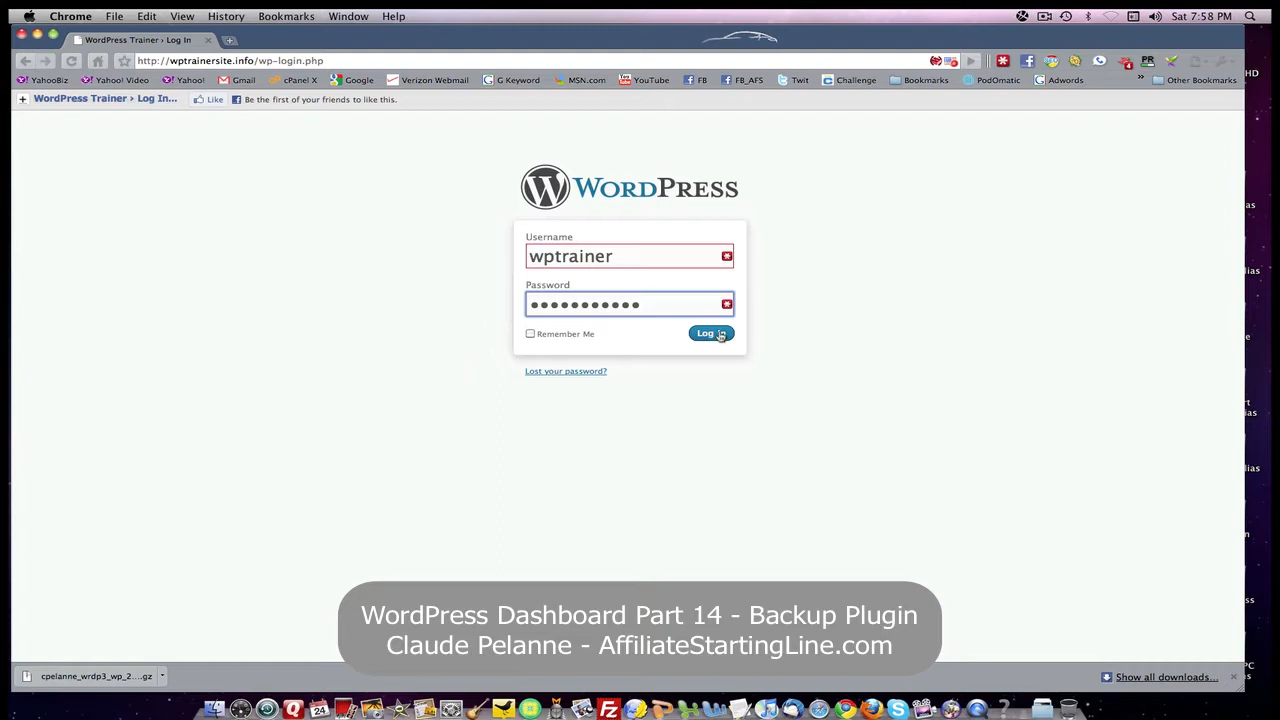 Chrome File Edit View History Bookmarks Window Help Sat 7:58 PM
WordPress Trainer › Log In
http://wptrainersite.info/wp-login.php
YahooBiz Yahoo! Video Yahoo! Gmail cPanel X Google Verizon Webmail G Keyword MSN.com YouTube FB FB_AFS Twit Challenge Bookmarks PodOmatic Adwords » Other Bookmarks
WordPress Trainer › Log In... Like Be the first of your friends to like this.
WORDPRESS
Username
wptrainer
Password
Remember Me Log
Lost your password?
WordPress Dashboard Part 14 - Backup Plugin
Claude Pelanne - AffiliateStartingLine.com
cpelanne_wrdp3_wp_2....gz Show all downloads...